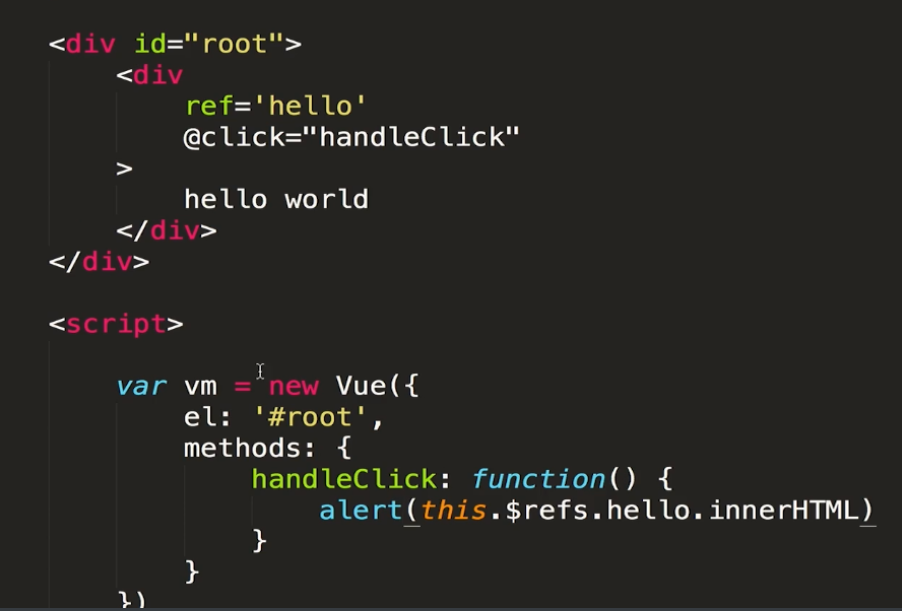 <div id="root">
    <div
        ref='hello'
        @click="handleClick"
    >
        hello world
    </div>
</div>

<script>

    var vm = new Vue({
        el: '#root',
        methods: {
            handleClick: function() {
                alert(this.$refs.hello.innerHTML)
            }
        }
    })